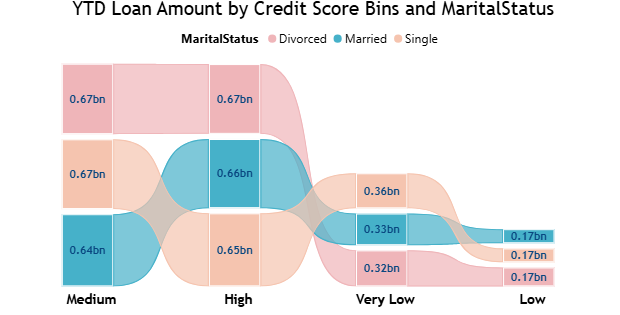 YTD Loan Amount by Credit Score Bins and MaritalStatus
MaritalStatus Divorced Married Single
0.67bn 0.67bn
0.67bn 0.66bn 0.36bn
0.64bn 0.65bn 0.33bn 0.17bn
0.32bn 0.17bn
0.17bn
Medium High Very Low Low